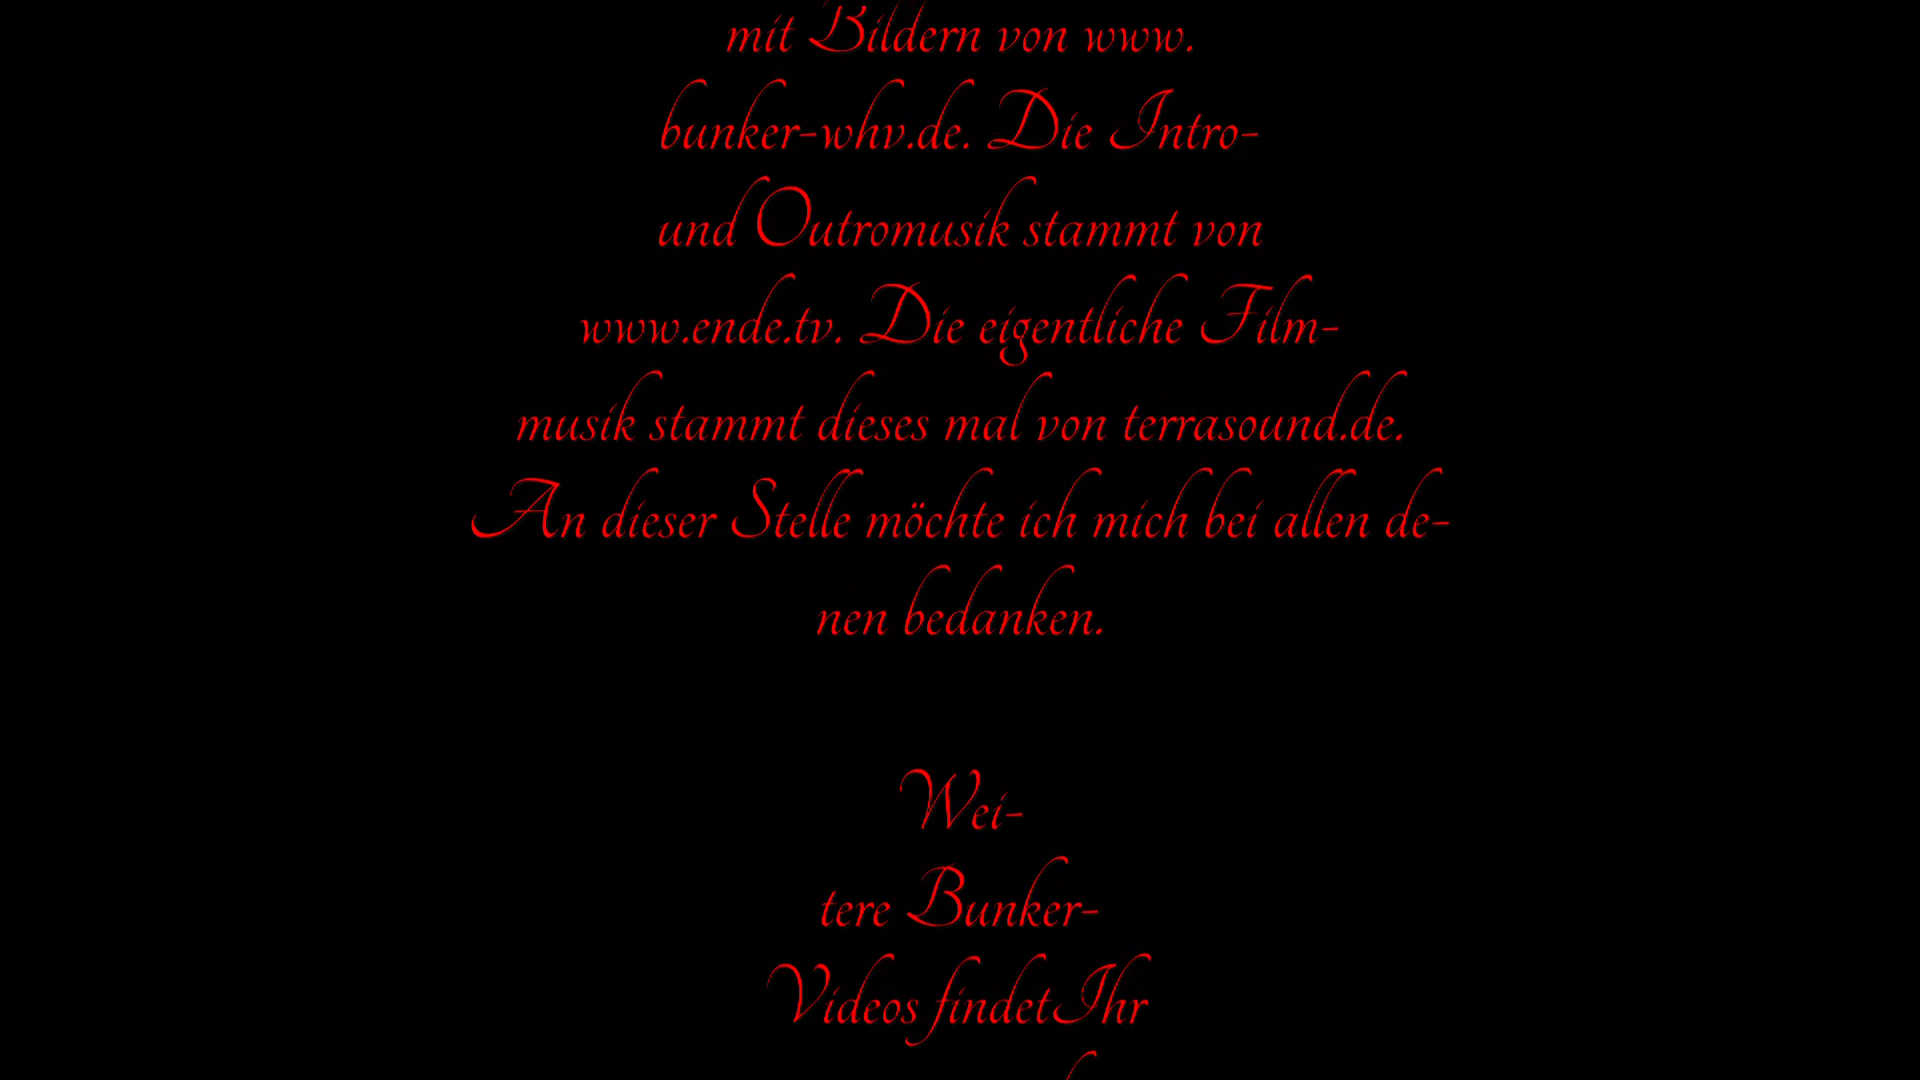 mit Bildern von www.
bunker-whv.de. Die Intro-
und Outromusik stammt von
www.ende.tv. Die eigentliche Film-
musik stammt dieses mal von terrasound.de.
An dieser Stelle möchte ich mich bei allen de-
nen bedanken.
Wei-
tere Bunker-
Videos findet Ihr